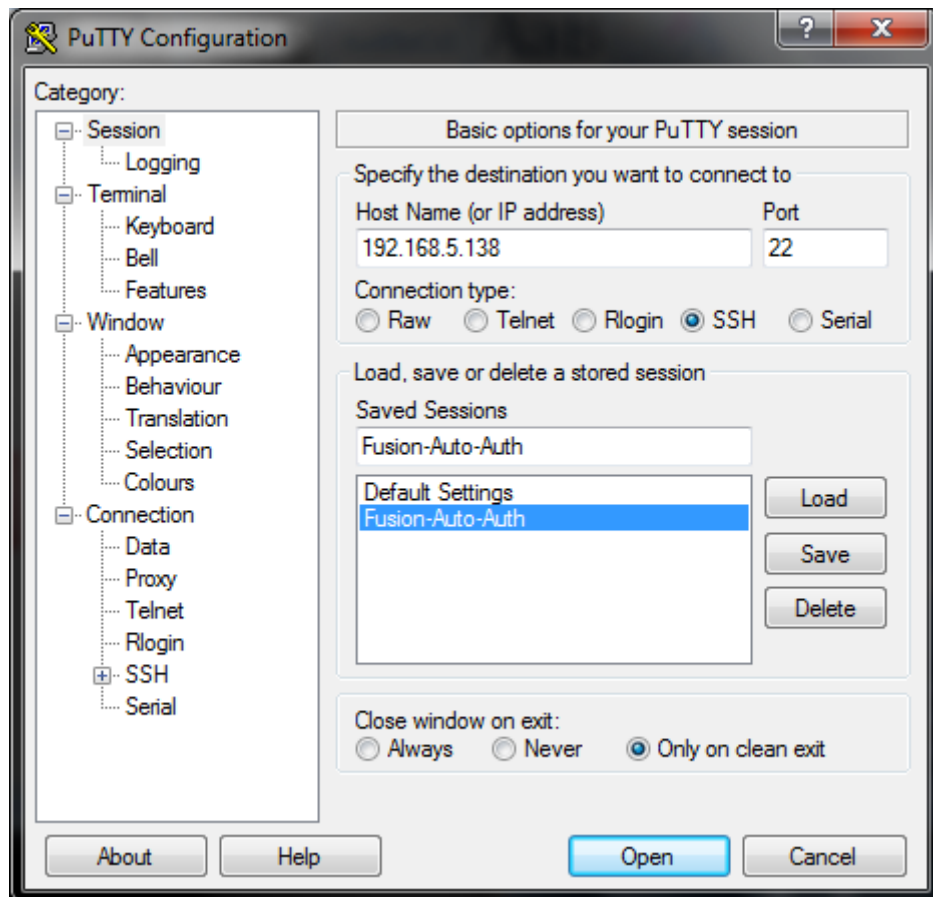 PuTTY Configuration
?
X
Category:
Session
Logging
Terminal
Keyboard
Bell
Features
Window
Appearance
Behaviour
Translation
Selection
Colours
Connection
Data
Proxy
Telnet
Rlogin
SSH
Serial
Basic options for your PuTTY session
Specify the destination you want to connect to
Host Name (or IP address) Port
192.168.5.138 22
Connection type:
Raw Telnet Rlogin SSH Serial
Load, save or delete a stored session
Saved Sessions
Fusion-Auto-Auth
Default Settings
Fusion-Auto-Auth
Load
Save
Delete
Close window on exit:
Always Never Only on clean exit
About Help Open Cancel